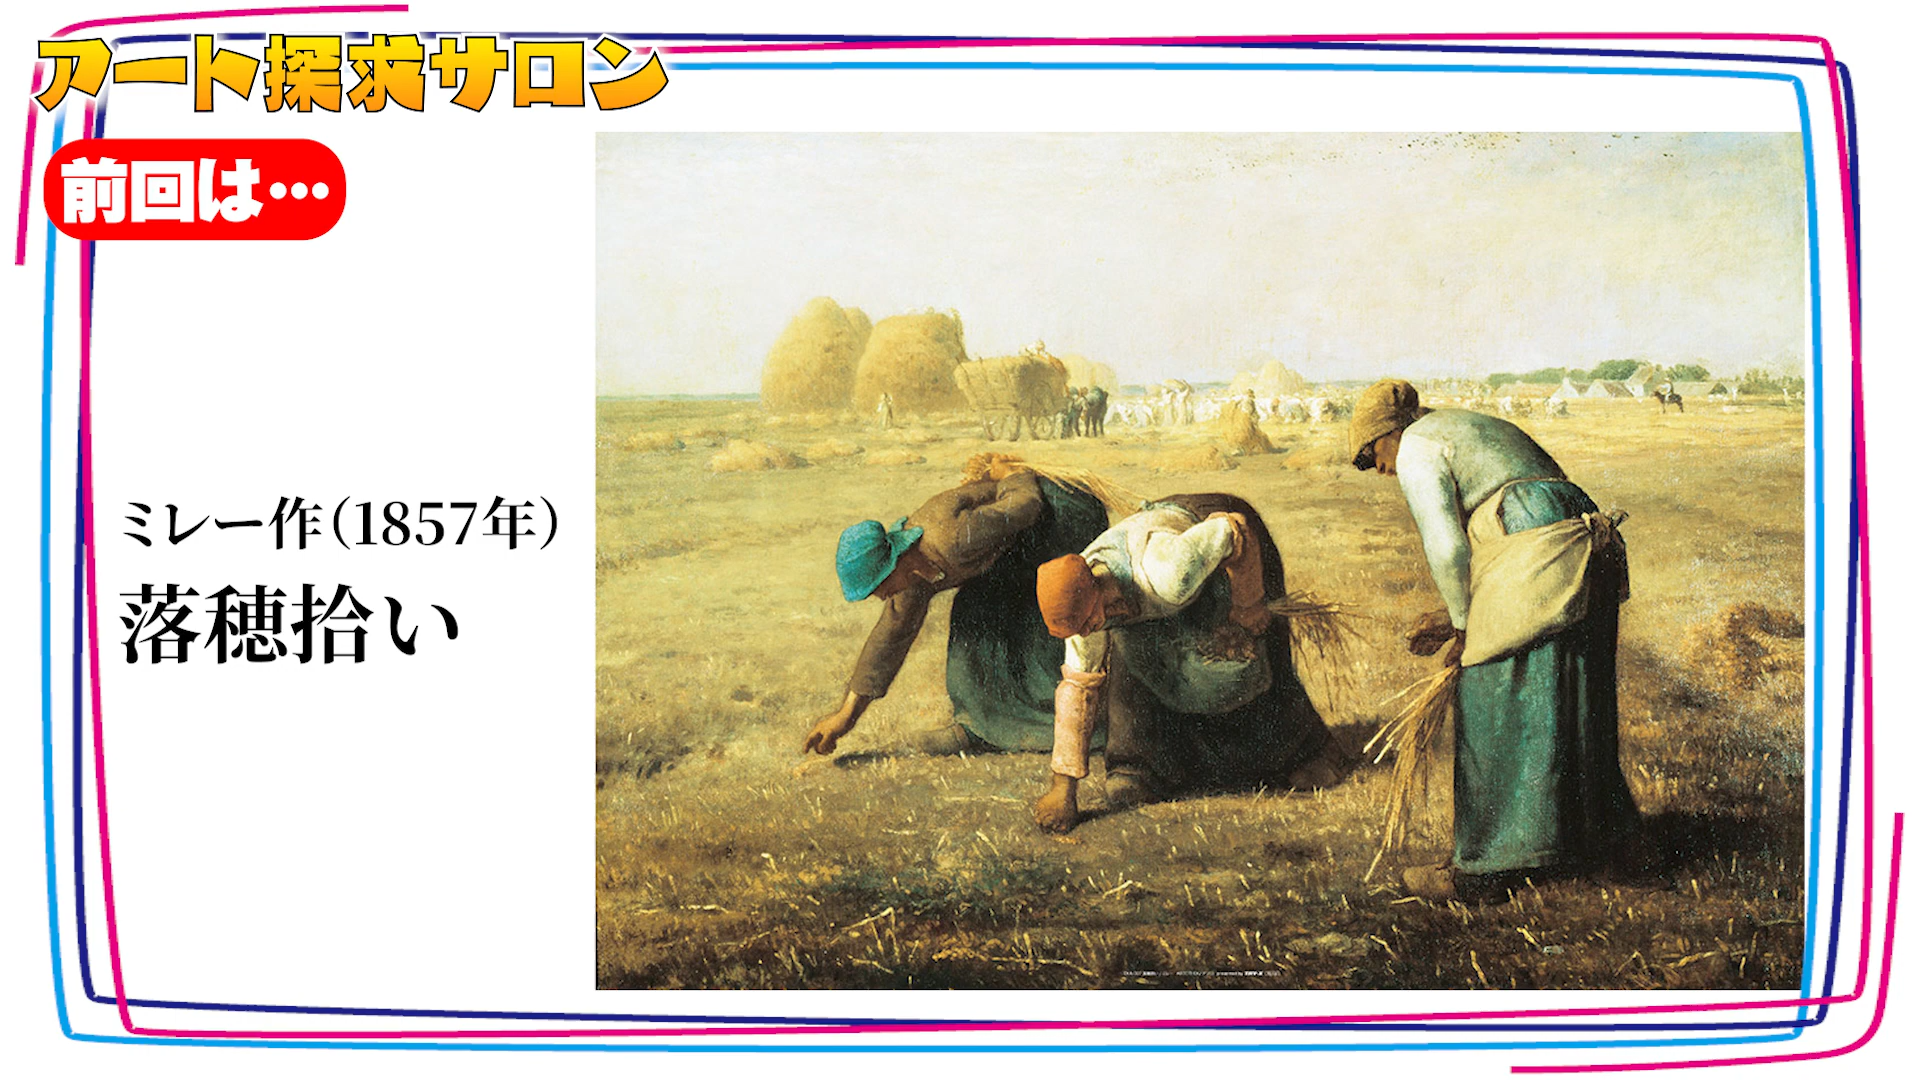 アート探求サロン
前回は…
ミレー作(1857年)
落穂拾い